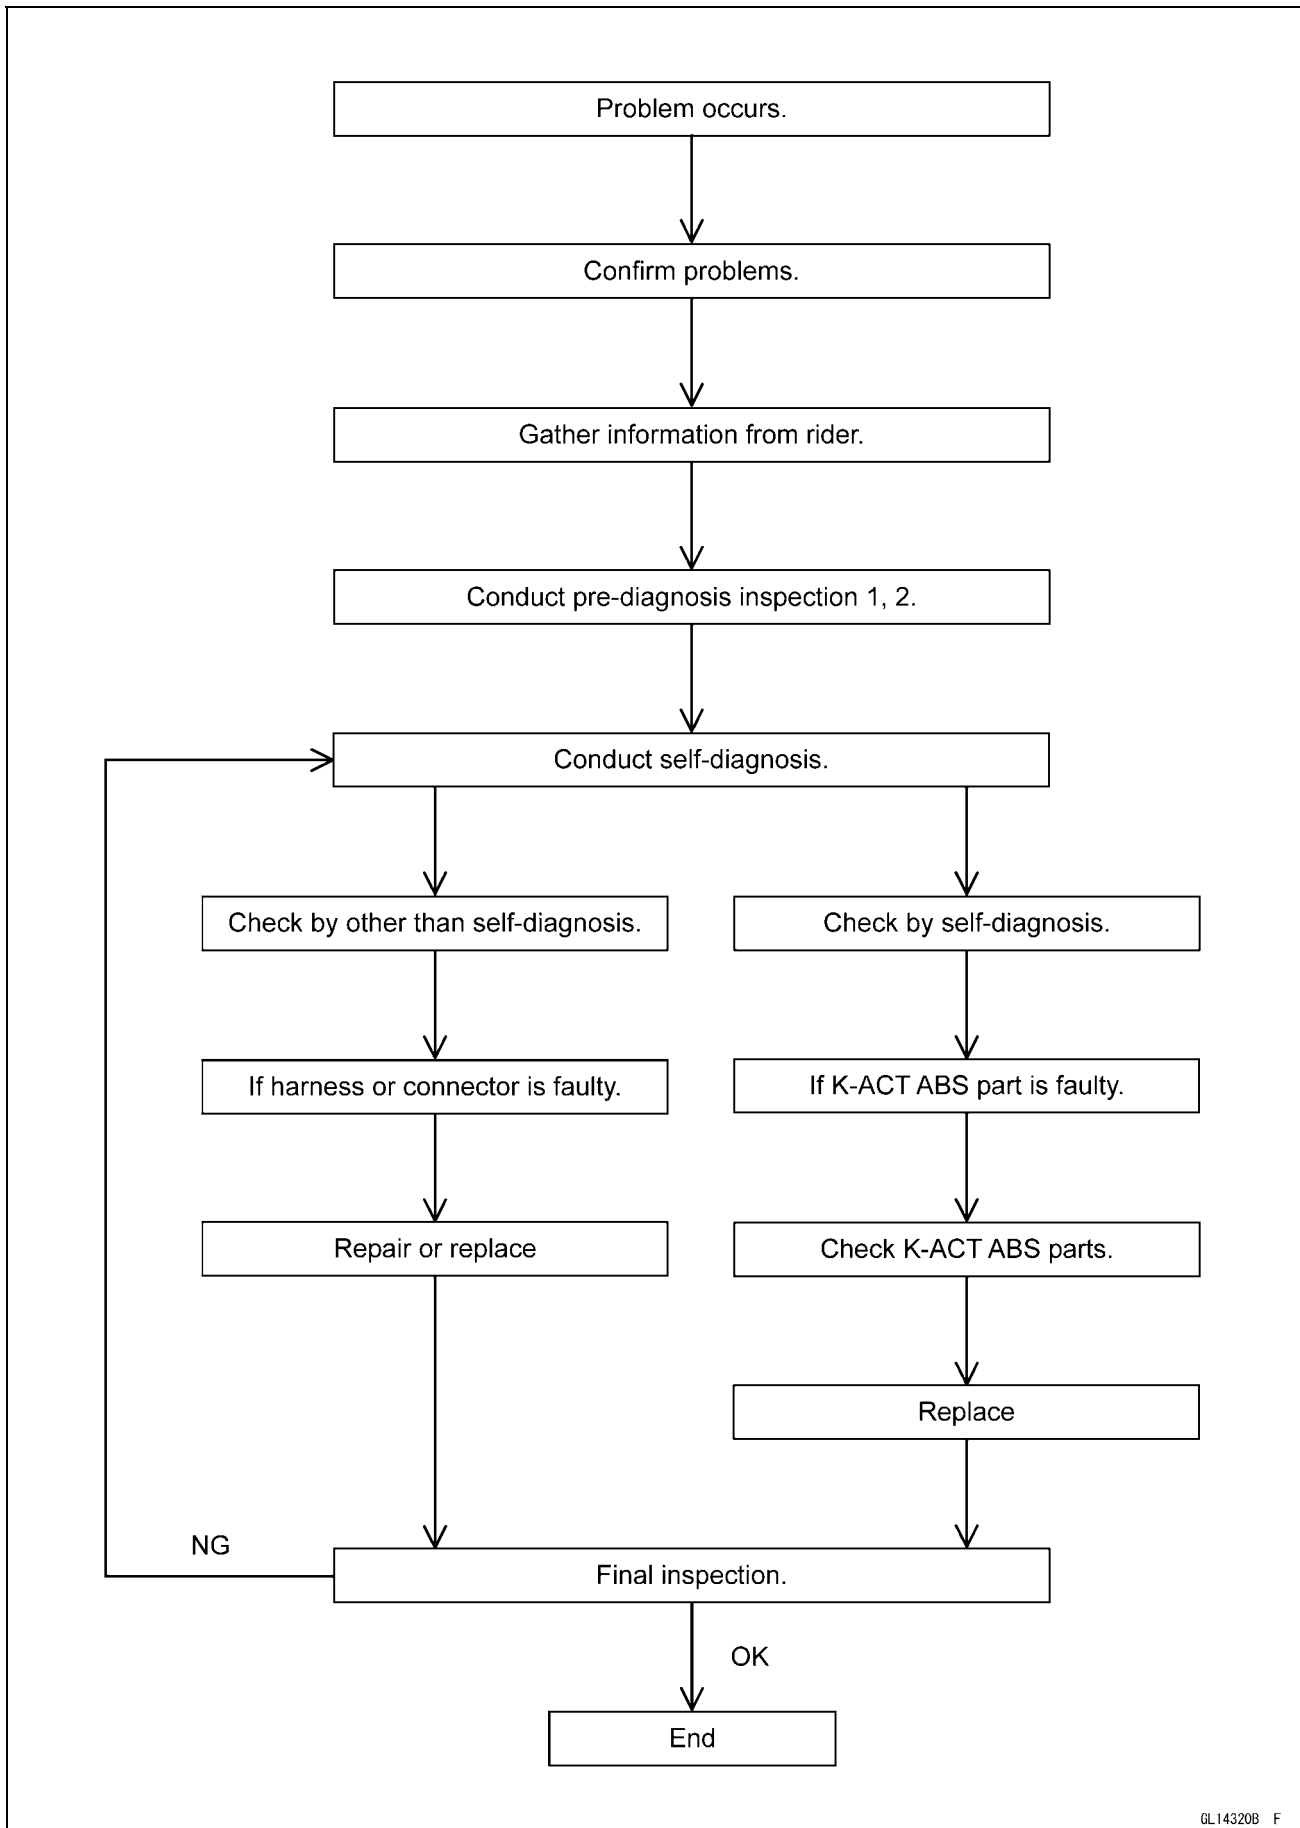 Problem occurs.
Confirm problems.
Gather information from rider.
Conduct pre-diagnosis inspection 1, 2.
Conduct self-diagnosis.
Check by other than self-diagnosis.
Check by self-diagnosis.
If harness or connector is faulty.
If K-ACT ABS part is faulty.
Repair or replace
Check K-ACT ABS parts.
Replace
NG
Final inspection.
OK
End
GL14320B F